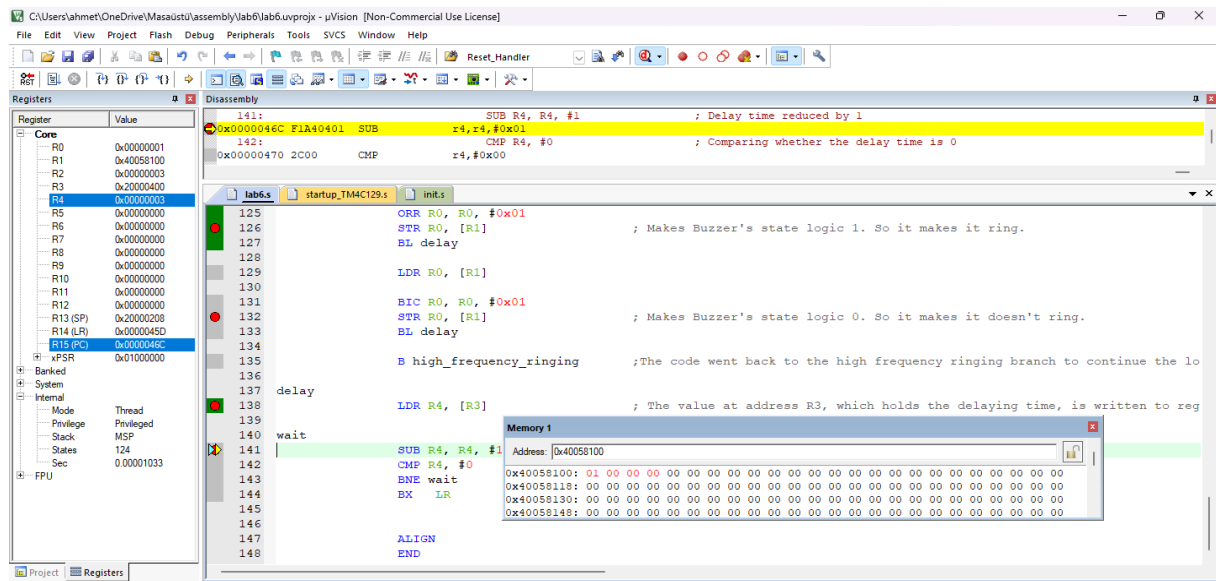 C:\Users\ahmet\OneDrive\Masaüstü\assembly\lab6\lab6.uvprojx - µVision [Non-Commercial Use License]
File Edit View Project Flash Debug Peripherals Tools SVCS Window Help
Reset_Handler
RST
Registers
Register Value
Core
R0 0x00000001
R1 0x40058100
R2 0x00000003
R3 0x20000400
R4 0x00000003
R5 0x00000000
R6 0x00000000
R7 0x00000000
R8 0x00000000
R9 0x00000000
R10 0x00000000
R11 0x00000000
R12 0x00000000
R13 (SP) 0x20000208
R14 (LR) 0x0000045D
R15 (PC) 0x0000046C
xPSR 0x01000000
Banked
System
Internal
Mode Thread
Privilege Privileged
Stack MSP
States 124
Sec 0.00001033
FPU
Project Registers
Disassembly
141: SUB R4, R4, #1 ; Delay time reduced by 1
0x0000046C F1A40401 SUB r4,r4,#0x01
142: CMP R4, #0 ; Comparing whether the delay time is 0
0x00000470 2C00 CMP r4,#0x00
lab6.s startup_TM4C129.s init.s
125 ORR R0, R0, #0x01
126 STR R0, [R1] ; Makes Buzzer's state logic 1. So it makes it ring.
127 BL delay
128
129 LDR R0, [R1]
130
131 BIC R0, R0, #0x01
132 STR R0, [R1] ; Makes Buzzer's state logic 0. So it makes it doesn't ring.
133 BL delay
134
135 B high_frequency_ringing ;The code went back to the high frequency ringing branch to continue the lo
136
137 delay
138 LDR R4, [R3] ; The value at address R3, which holds the delaying time, is written to reg
139
140 wait
141 SUB R4, R4, #1
142 CMP R4, #0
143 BNE wait
144 BX LR
145
146
147 ALIGN
148 END
Memory 1
Address: 0x40058100
0x40058100: 01 00 00 00 00 00 00 00 00 00 00 00 00 00 00 00 00 00 00 00 00 00 00 00
0x40058118: 00 00 00 00 00 00 00 00 00 00 00 00 00 00 00 00 00 00 00 00 00 00 00 00
0x40058130: 00 00 00 00 00 00 00 00 00 00 00 00 00 00 00 00 00 00 00 00 00 00 00 00
0x40058148: 00 00 00 00 00 00 00 00 00 00 00 00 00 00 00 00 00 00 00 00 00 00 00 00